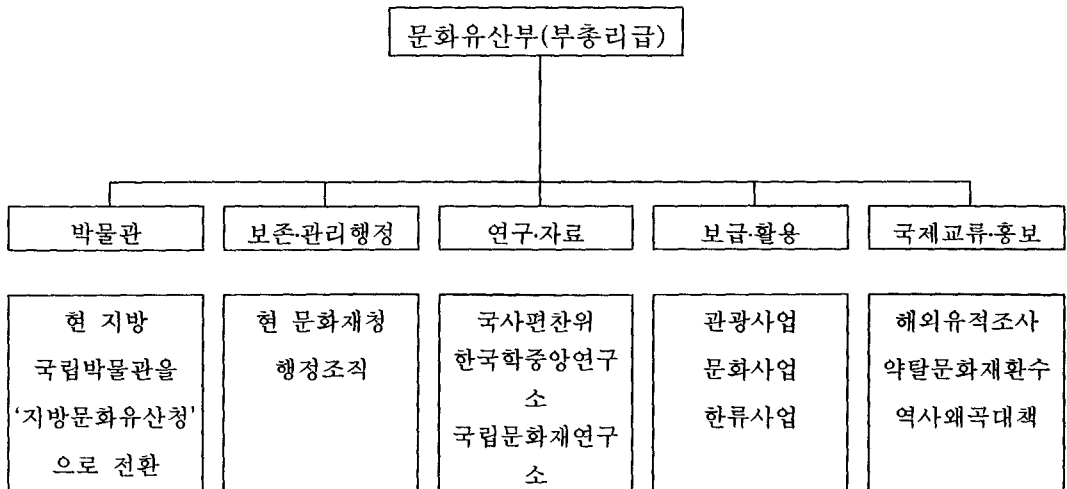 문화유산부(부총리급)
박물관
보존·관리행정
연구·자료
보급·활용
국제교류·홍보
현 지방
국립박물관을
'지방문화유산청'
으로 전환
현 문화재청
행정조직
국사편찬위
한국학중앙연구
소
국립문화재연구
소
관광사업
문화사업
한류사업
해외유적조사
약탈문화재환수
역사왜곡대책